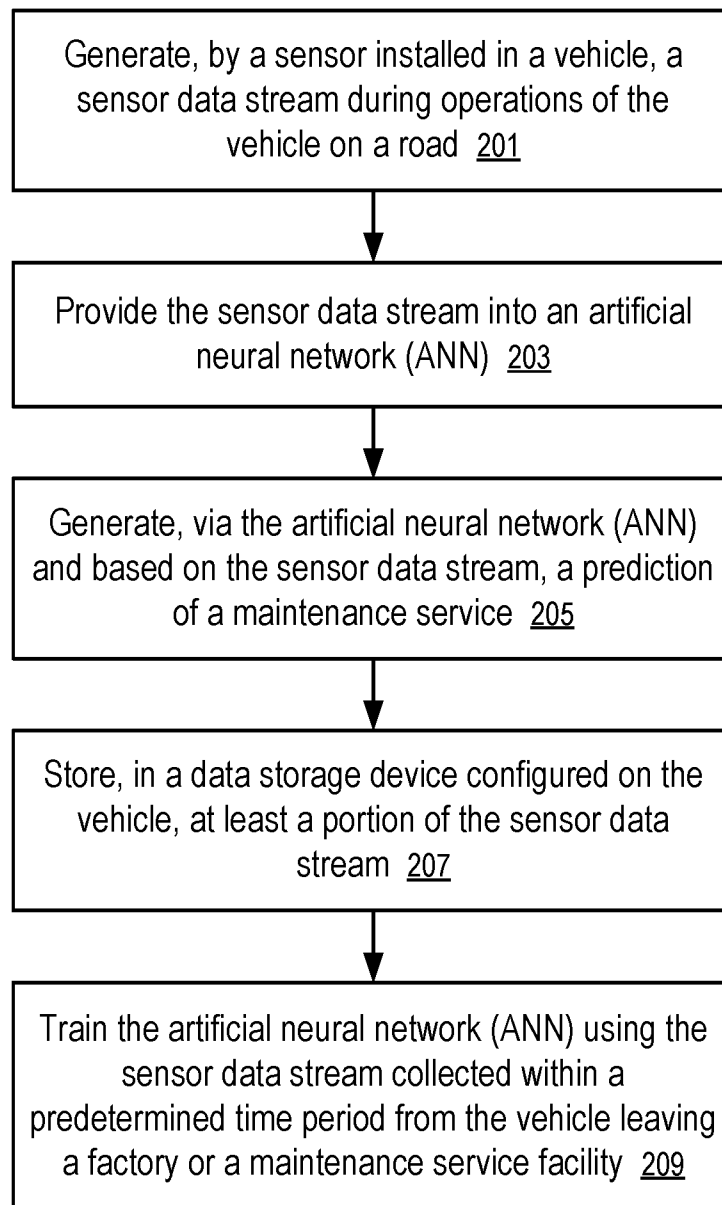 Generate, by a sensor installed in a vehicle, a
sensor data stream during operations of the
vehicle on a road 201
Provide the sensor data stream into an artificial
neural network (ANN) 203
Generate, via the artificial neural network (ANN)
and based on the sensor data stream, a prediction
of a maintenance service 205
Store, in a data storage device configured on the
vehicle, at least a portion of the sensor data
stream 207
Train the artificial neural network (ANN) using the
sensor data stream collected within a
predetermined time period from the vehicle leaving
a factory or a maintenance service facility 209